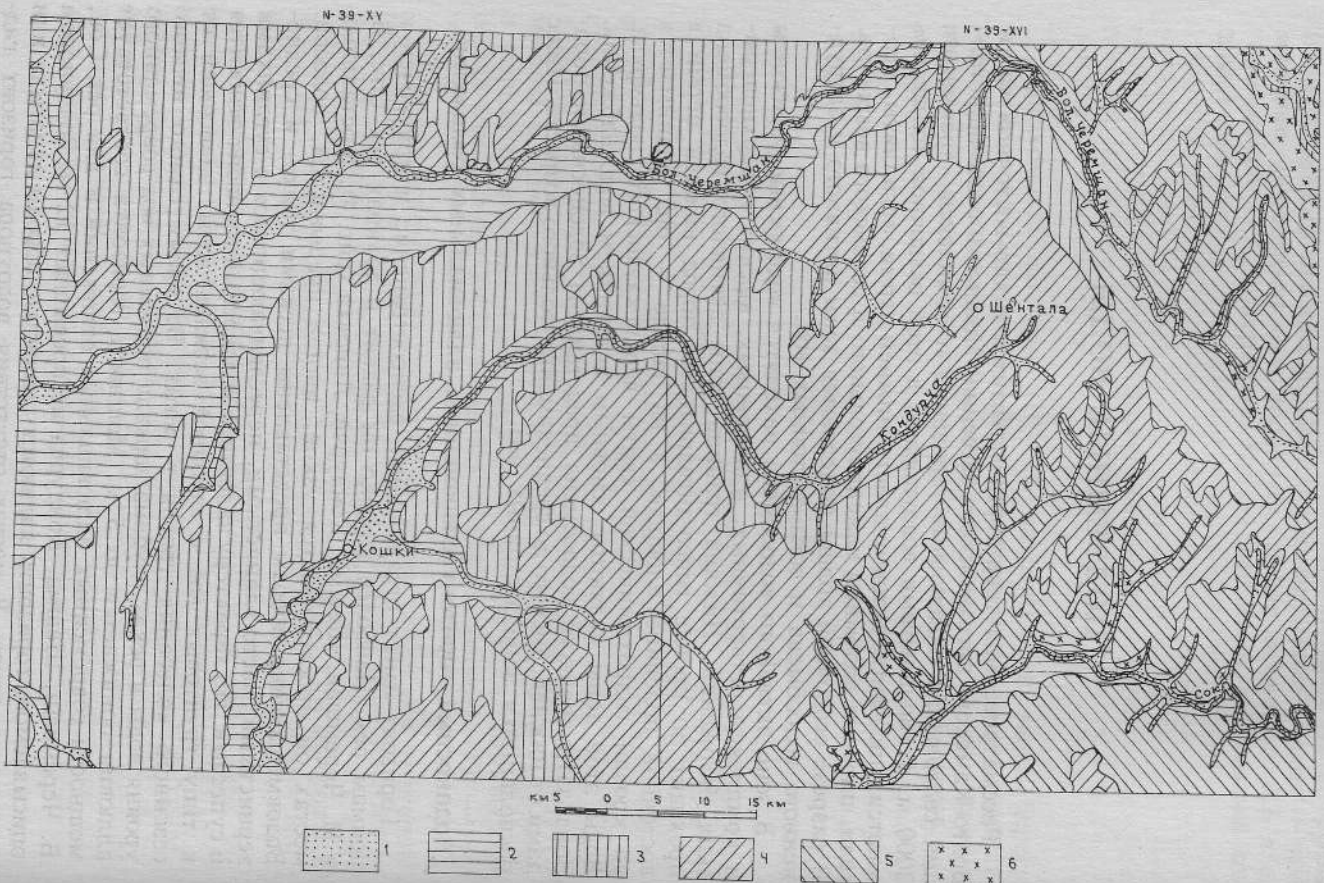 N-39-XY
N-39-XVI
Бол. Черемшан
Бол. Черемшан
Шентала
Кондурча
Кошки
Сок
км 5 0 5 10 15 км
1
2
3
4
5
6